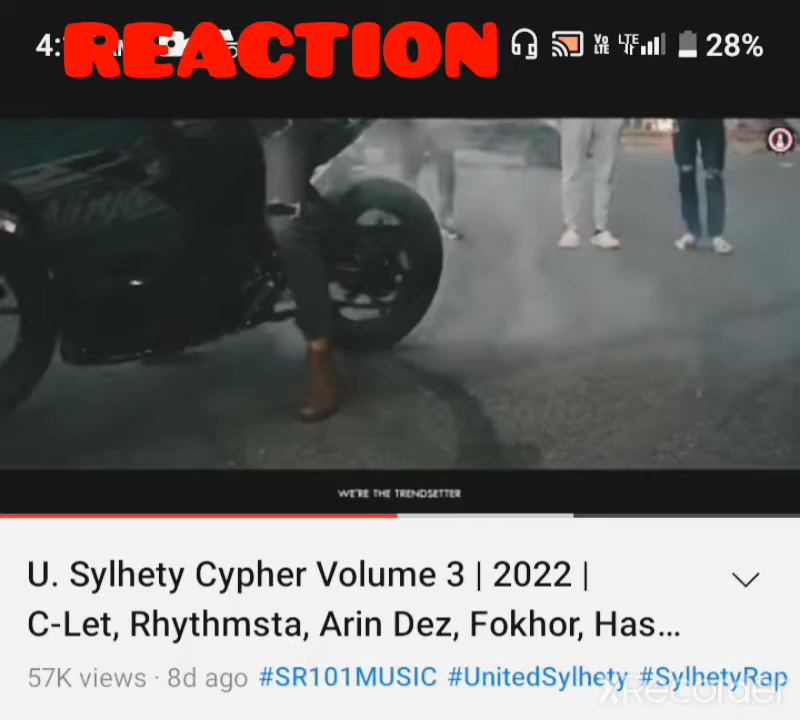 REACTION
28%
WE'RE THE TRENDSETTER
U. Sylhety Cypher Volume 3 | 2022 |
C-Let, Rhythmsta, Arin Dez, Fokhor, Has...
57K views · 8d ago #SR101MUSIC #UnitedSylhety #SylhetyRap
XRecorder